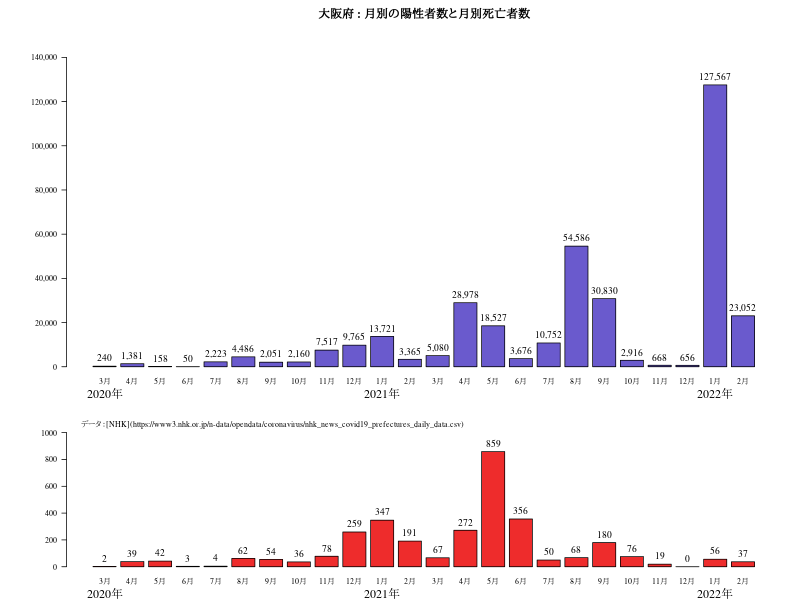 大阪府 : 月別の陽性者数と月別死亡者数
140,000
120,000
100,000
80,000
60,000
40,000
20,000
0
240 1,381 158 50 2,223 4,486 2,051 2,160 7,517 9,765 13,721 3,365 5,080 28,978 18,527 3,676 10,752 54,586 30,830 2,916 668 656 127,567 23,052
3月 4月 5月 6月 7月 8月 9月 10月 11月 12月 1月 2月 3月 4月 5月 6月 7月 8月 9月 10月 11月 12月 1月 2月
2020年 2021年 2022年
データ : [NHK](https://www3.nhk.or.jp/n-data/opendata/coronavirus/nhk_news_covid19_prefectures_daily_data.csv)
1000
800
600
400
200
0
2 39 42 3 4 62 54 36 78 259 347 191 67 272 859 356 50 68 180 76 19 0 56 37
3月 4月 5月 6月 7月 8月 9月 10月 11月 12月 1月 2月 3月 4月 5月 6月 7月 8月 9月 10月 11月 12月 1月 2月
2020年 2021年 2022年